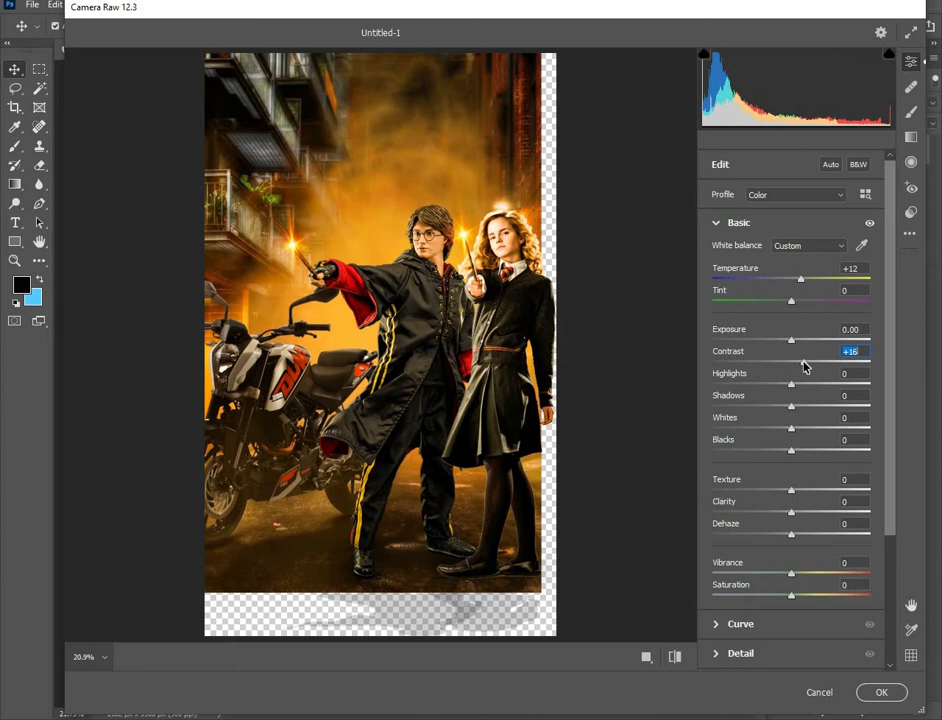 File Edit
Camera Raw 12.3
Untitled-1
Edit Auto B&W
Profile Color
Basic
White balance Custom
Temperature +12
Tint 0
Exposure 0.00
Contrast +16
Highlights 0
Shadows 0
Whites 0
Blacks 0
Texture 0
Clarity 0
Dehaze 0
Vibrance 0
Saturation 0
Curve
Detail
20.9%
Cancel OK